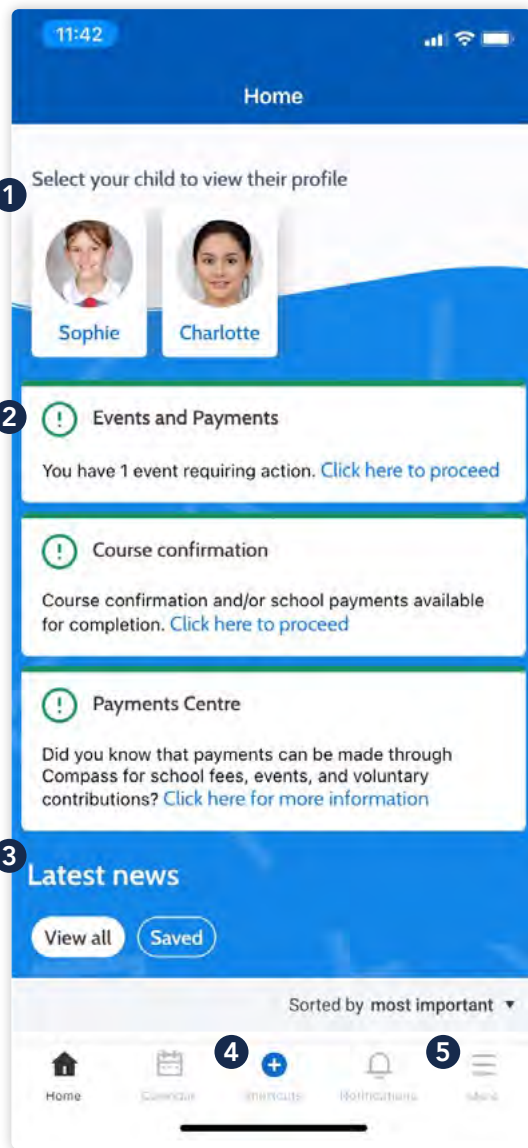 11:42
Home
1
Select your child to view their profile
Sophie
Charlotte
2
Events and Payments
You have 1 event requiring action. Click here to proceed
Course confirmation
Course confirmation and/or school payments available
for completion. Click here to proceed
Payments Centre
Did you know that payments can be made through
Compass for school fees, events, and voluntary
contributions? Click here for more information
3
Latest news
View all
Saved
Sorted by most important
4
5
Home
Calendar
Shortcuts
Notifications
More